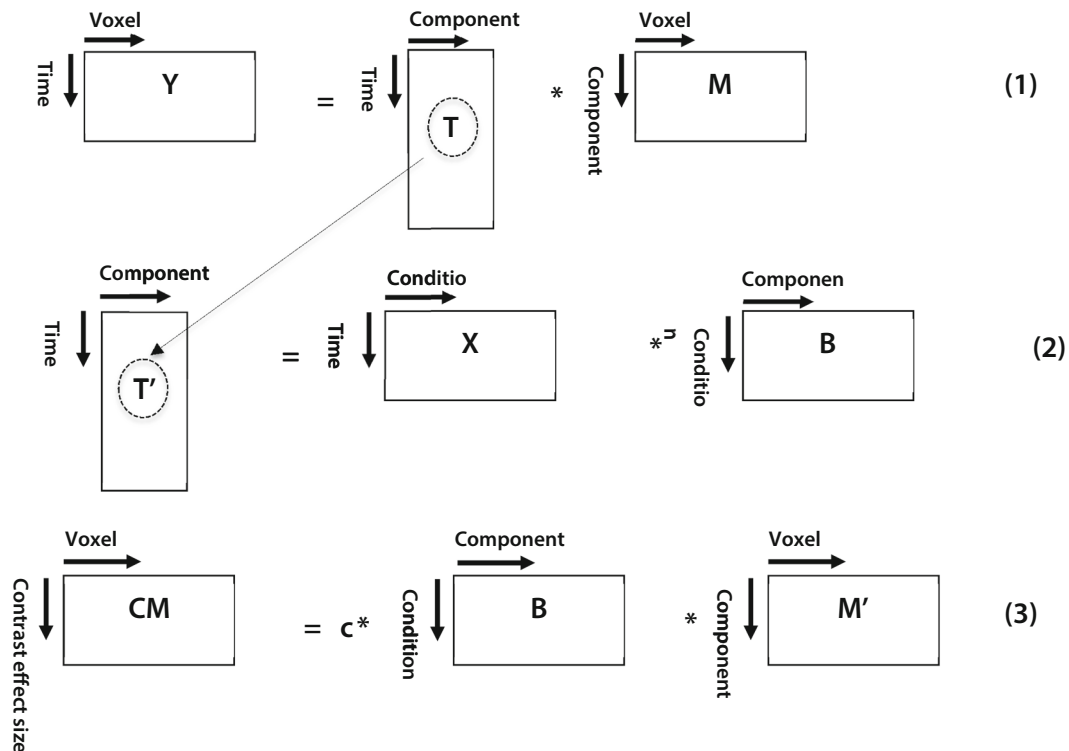 Voxel
Time
Y
=
Component
Time
T
*
Voxel
Component
M
(1)
Component
Time
T′
=
Conditio
Time
X
*n
Componen
Conditio
B
(2)
Voxel
Contrast effect size
CM
= c*
Component
Condition
B
*
Voxel
Component
M′
(3)